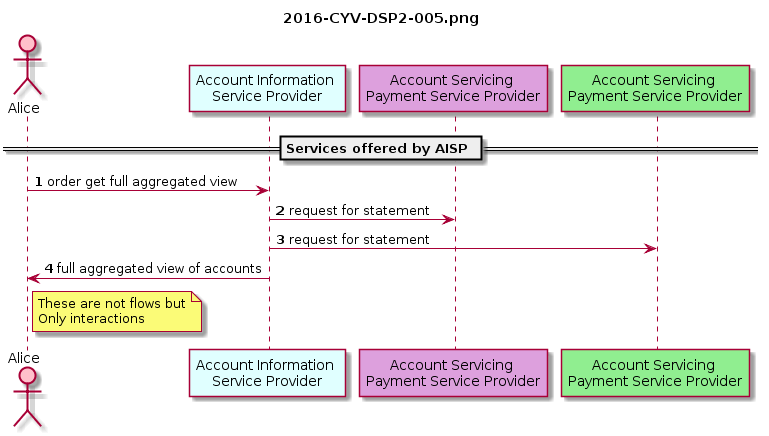 2016-CYV-DSP2-005.png
Alice
Account Information
Service Provider
Account Servicing
Payment Service Provider
Account Servicing
Payment Service Provider
Services offered by AISP
1 order get full aggregated view
2 request for statement
3 request for statement
4 full aggregated view of accounts
These are not flows but
Only interactions
Alice
Account Information
Service Provider
Account Servicing
Payment Service Provider
Account Servicing
Payment Service Provider